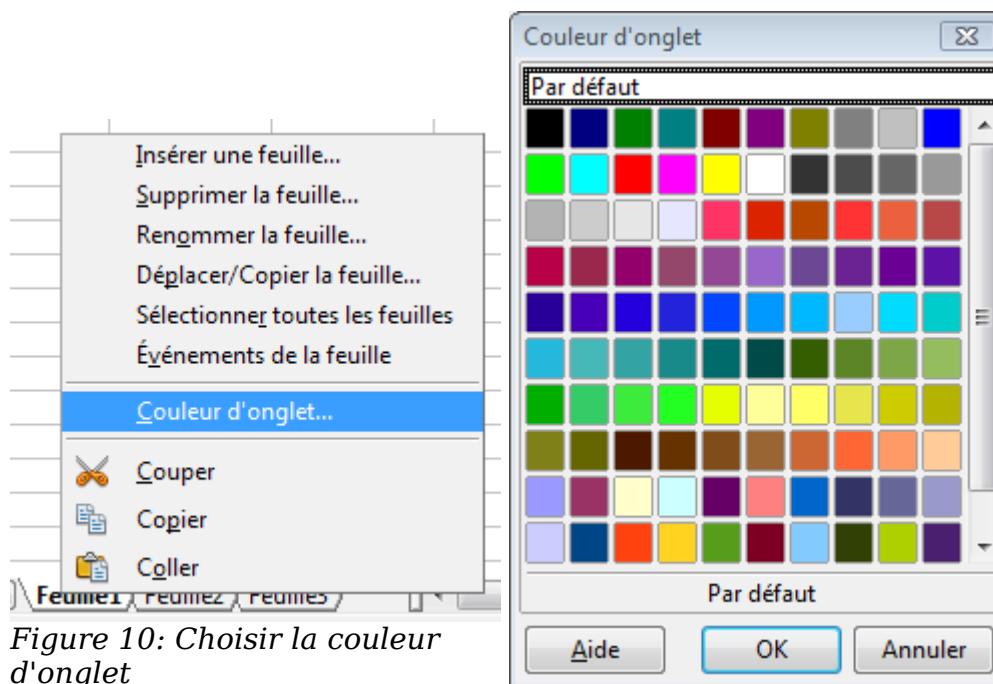 Insérer une feuille...
Supprimer la feuille...
Renommer la feuille...
Déplacer/Copier la feuille...
Sélectionner toutes les feuilles
Événements de la feuille
Couleur d'onglet...
Couper
Copier
Coller
Feuille1 Feuille2 Feuille3
Figure 10: Choisir la couleur
d'onglet
Couleur d'onglet
Par défaut
Par défaut
Aide OK Annuler